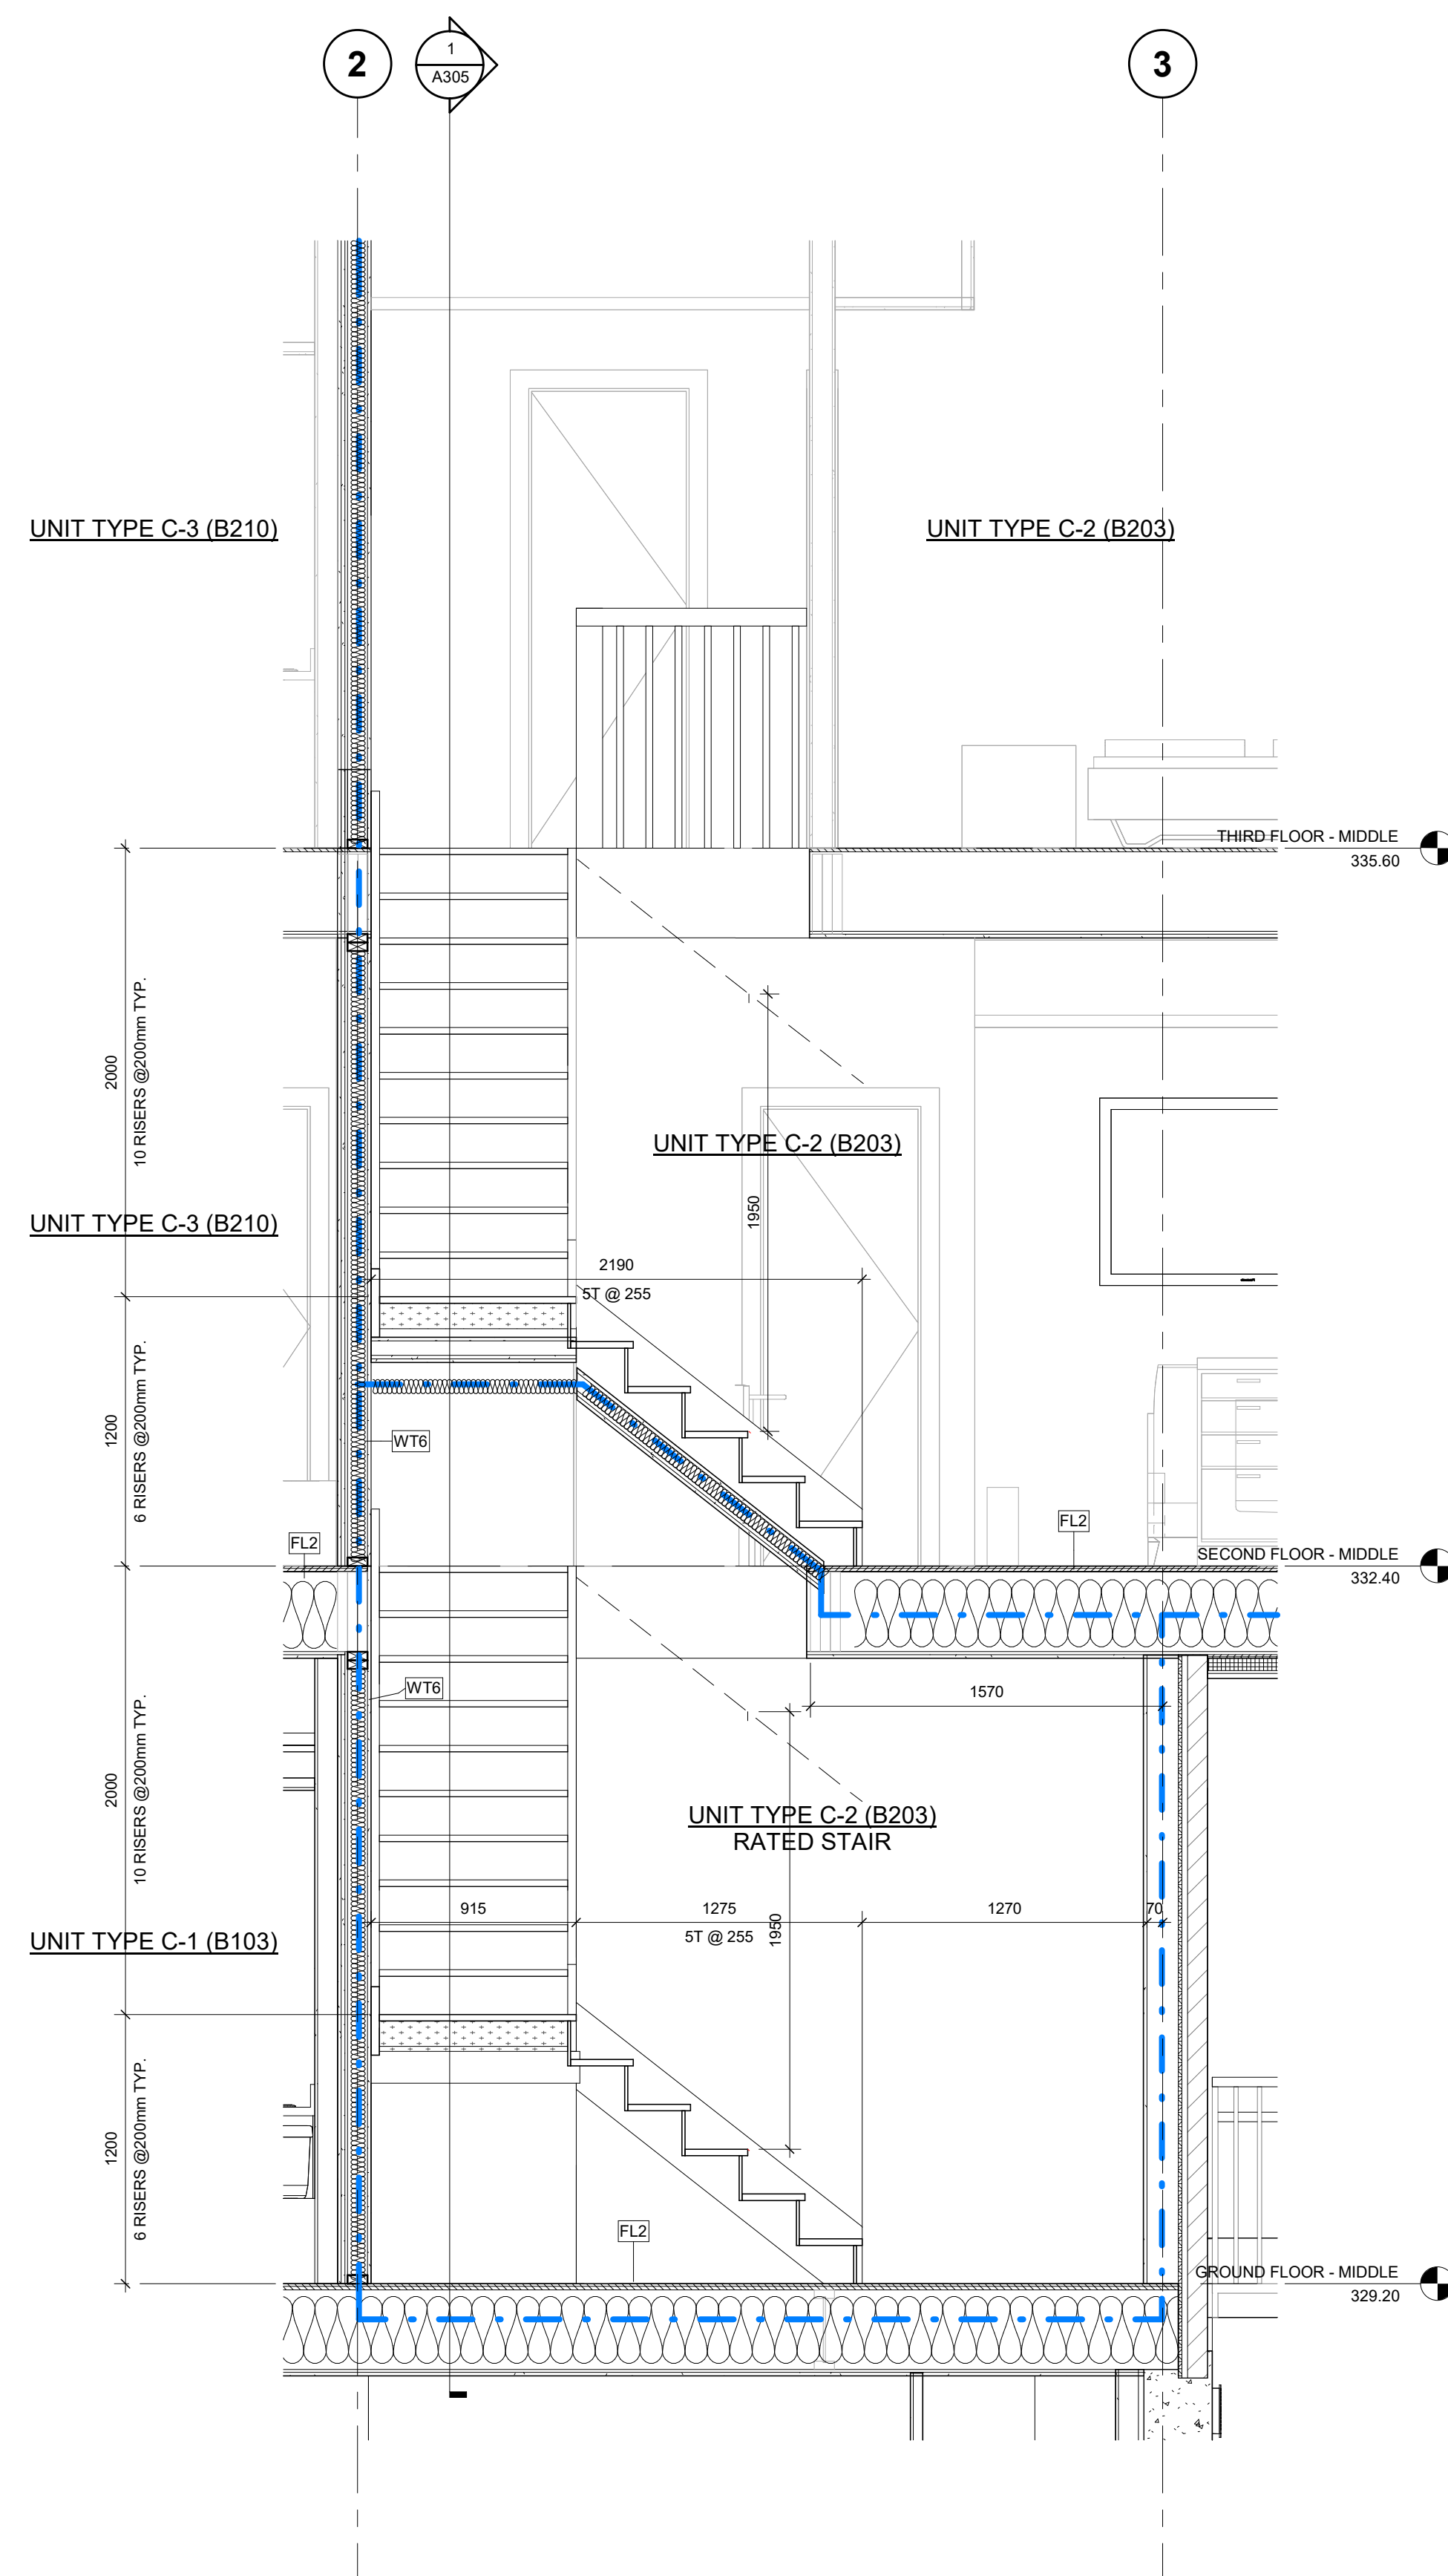 2
1
A305
3
UNIT TYPE C-3 (B210)
UNIT TYPE C-2 (B203)
THIRD FLOOR - MIDDLE
335.60
2000
10 RISERS @200mm TYP.
UNIT TYPE C-2 (B203)
1950
UNIT TYPE C-3 (B210)
2190
5T @ 255
1200
6 RISERS @200mm TYP.
WT6
FL2
FL2
SECOND FLOOR - MIDDLE
332.40
WT6
1570
2000
10 RISERS @200mm TYP.
UNIT TYPE C-2 (B203)
RATED STAIR
915
1275
5T @ 255
1950
1270
70
UNIT TYPE C-1 (B103)
1200
6 RISERS @200mm TYP.
FL2
GROUND FLOOR - MIDDLE
329.20